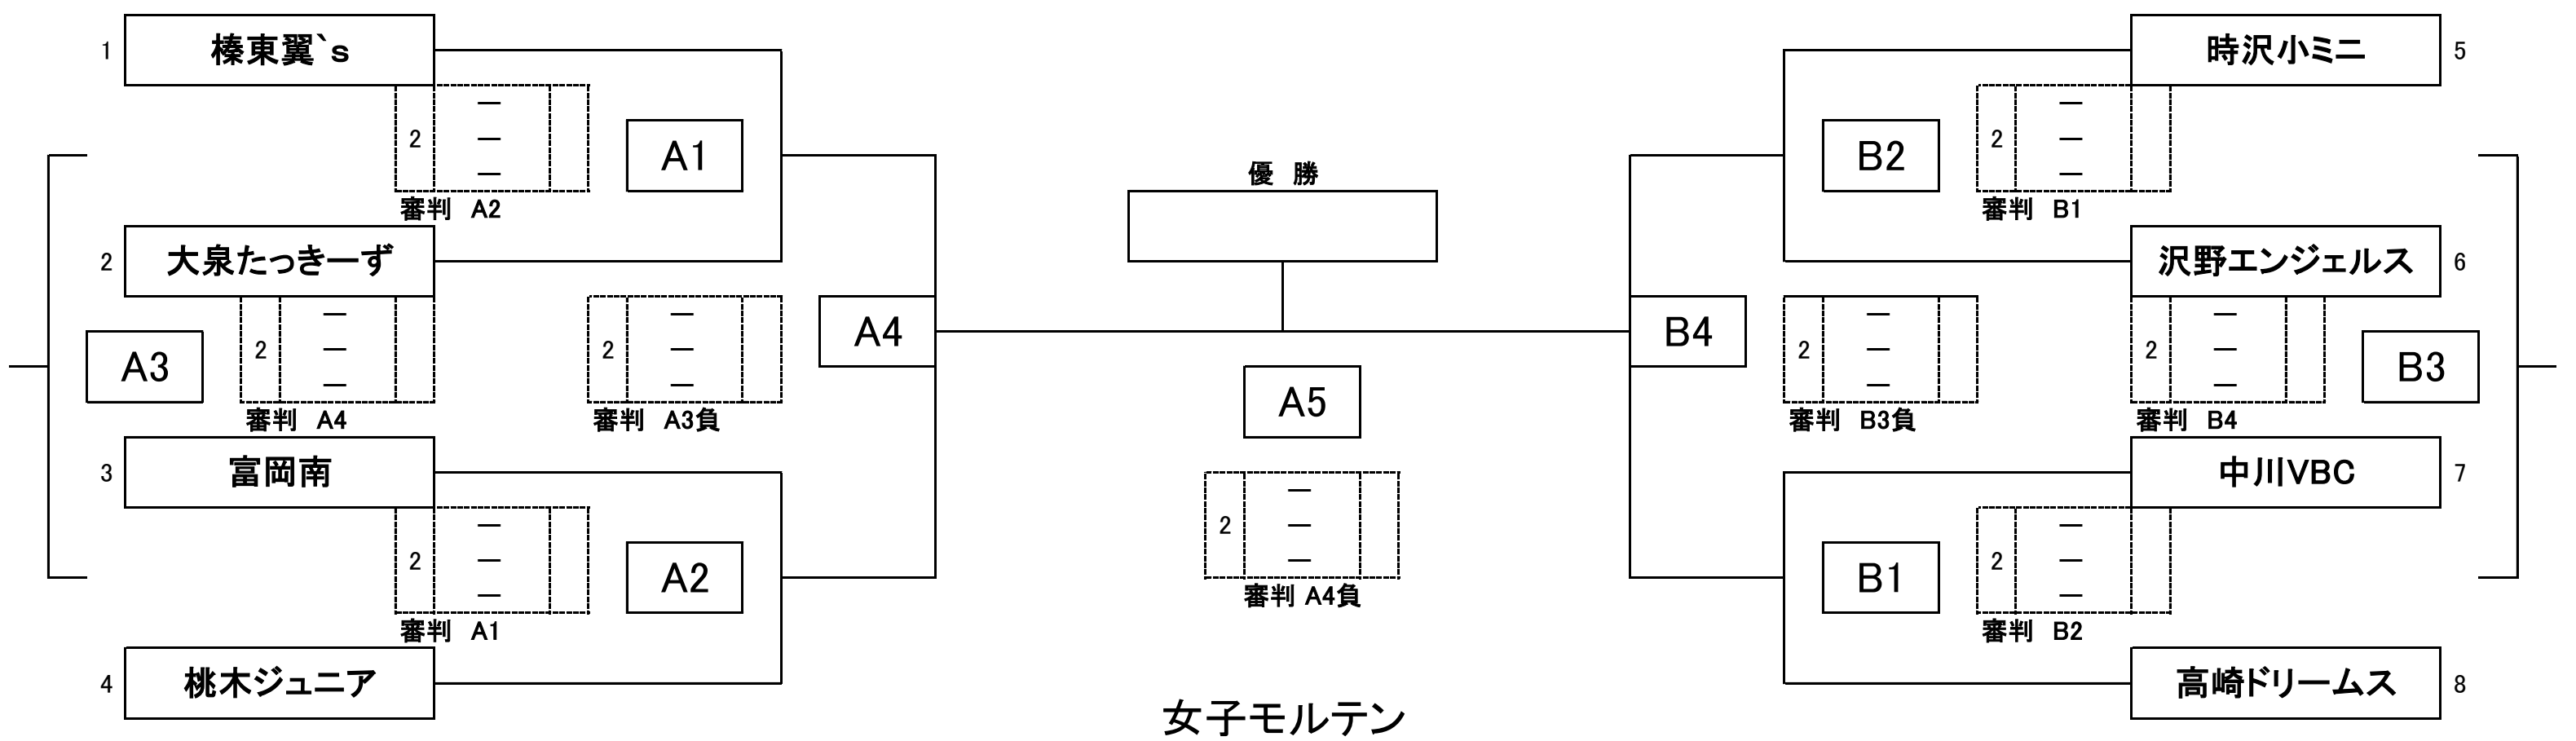 1 榛東翼`s
2
審判 A2
A1
2 大泉たっきーず
2
審判 A4
A3
2
審判 A3負
A4
3 富岡南
2
審判 A1
A2
4 桃木ジュニア
優 勝
A5
2
審判 A4負
女子モルテン
時沢小ミニ 5
B2
2
審判 B1
沢野エンジェルス 6
B4
2
審判 B3負
2
審判 B4
B3
中川VBC 7
B1
2
審判 B2
高崎ドリームス 8